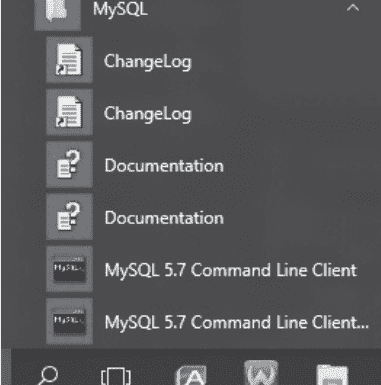 MySQL
ChangeLog
ChangeLog
Documentation
Documentation
MySQL 5.7 Command Line Client
MySQL 5.7 Command Line Client...